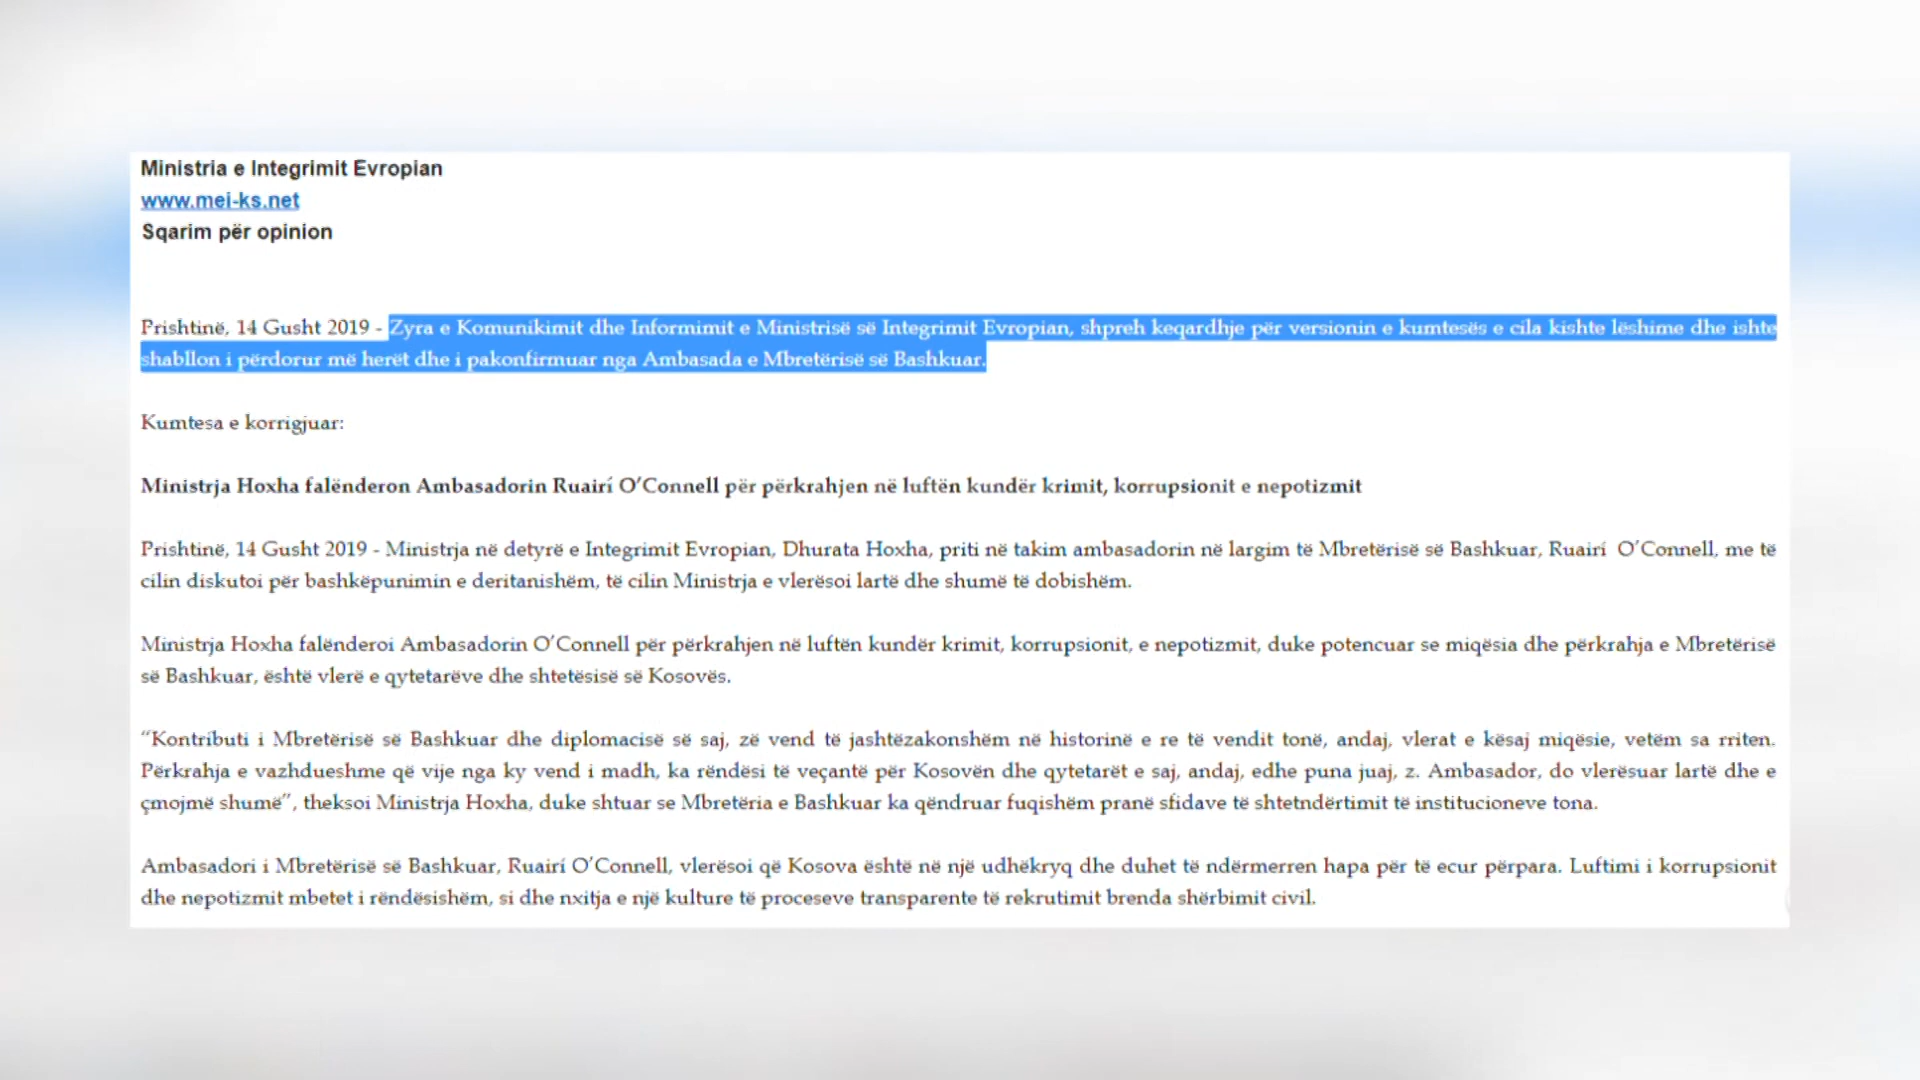 Ministria e Integrimit Evropian
www.mei-ks.net
Sqarim për opinion
Prishtinë, 14 Gusht 2019 - Zyra e Komunikimit dhe Informimit e Ministrisë së Integrimit Evropian, shpreh keqardhje për versionin e kumtesës e cila kishte lëshime dhe ishte
shabllon i përdorur më herët dhe i pakonfirmuar nga Ambasada e Mbretërisë së Bashkuar.
Kumtesa e korrigjuar:
Ministrja Hoxha falënderon Ambasadorin Ruairí O’Connell për përkrahjen në luftën kundër krimit, korrupsionit e nepotizmit
Prishtinë, 14 Gusht 2019 - Ministrja në detyrë e Integrimit Evropian, Dhurata Hoxha, priti në takim ambasadorin në largim të Mbretërisë së Bashkuar, Ruairí O’Connell, me të
cilin diskutoi për bashkëpunimin e deritanishëm, të cilin Ministrja e vlerësoi lartë dhe shumë të dobishëm.
Ministrja Hoxha falënderoi Ambasadorin O’Connell për përkrahjen në luftën kundër krimit, korrupsionit, e nepotizmit, duke potencuar se miqësia dhe përkrahja e Mbretërisë
së Bashkuar, është vlerë e qytetarëve dhe shtetësisë së Kosovës.
“Kontributi i Mbretërisë së Bashkuar dhe diplomacisë së saj, zë vend të jashtëzakonshëm në historinë e re të vendit tonë, andaj, vlerat e kësaj miqësie, vetëm sa rriten.
Përkrahja e vazhdueshme që vije nga ky vend i madh, ka rëndësi të veçantë për Kosovën dhe qytetarët e saj, andaj, edhe puna juaj, z. Ambasador, do vlerësuar lartë dhe e
çmojmë shumë”, theksoi Ministrja Hoxha, duke shtuar se Mbretëria e Bashkuar ka qëndruar fuqishëm pranë sfidave të shtetndërtimit të institucioneve tona.
Ambasadori i Mbretërisë së Bashkuar, Ruairí O’Connell, vlerësoi që Kosova është në një udhëkryq dhe duhet të ndërmerren hapa për të ecur përpara. Luftimi i korrupsionit
dhe nepotizmit mbetet i rëndësishëm, si dhe nxitja e një kulture të proceseve transparente të rekrutimit brenda shërbimit civil.